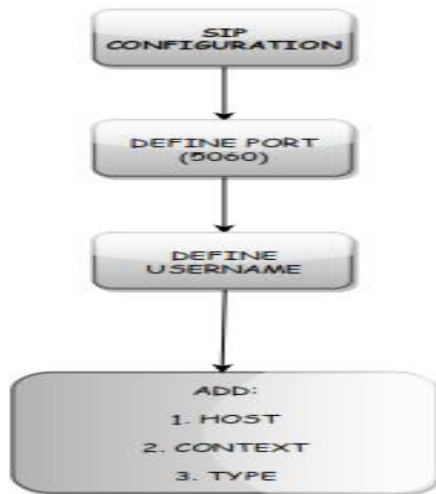 SIP
CONFIGURATION
DEFINE PORT
(5060)
DEFINE
USERNAME
ADD:
1. HOST
2. CONTEXT
3. TYPE